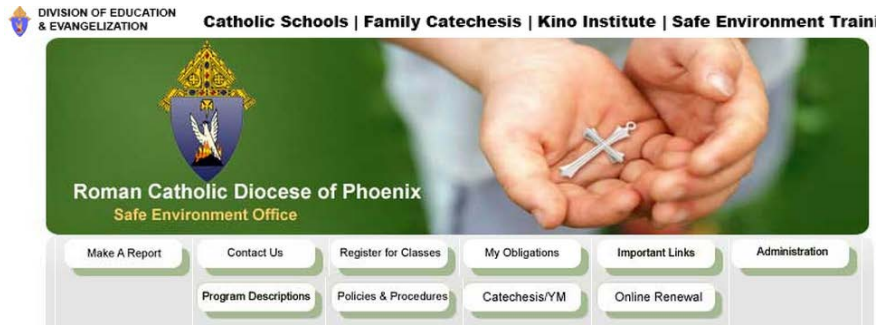 DIVISION OF EDUCATION
& EVANGELIZATION
Catholic Schools | Family Catechesis | Kino Institute | Safe Environment Traini
Roman Catholic Diocese of Phoenix
Safe Environment Office
Make A Report
Contact Us
Register for Classes
My Obligations
Important Links
Administration
Program Descriptions
Policies & Procedures
Catechesis/YM
Online Renewal